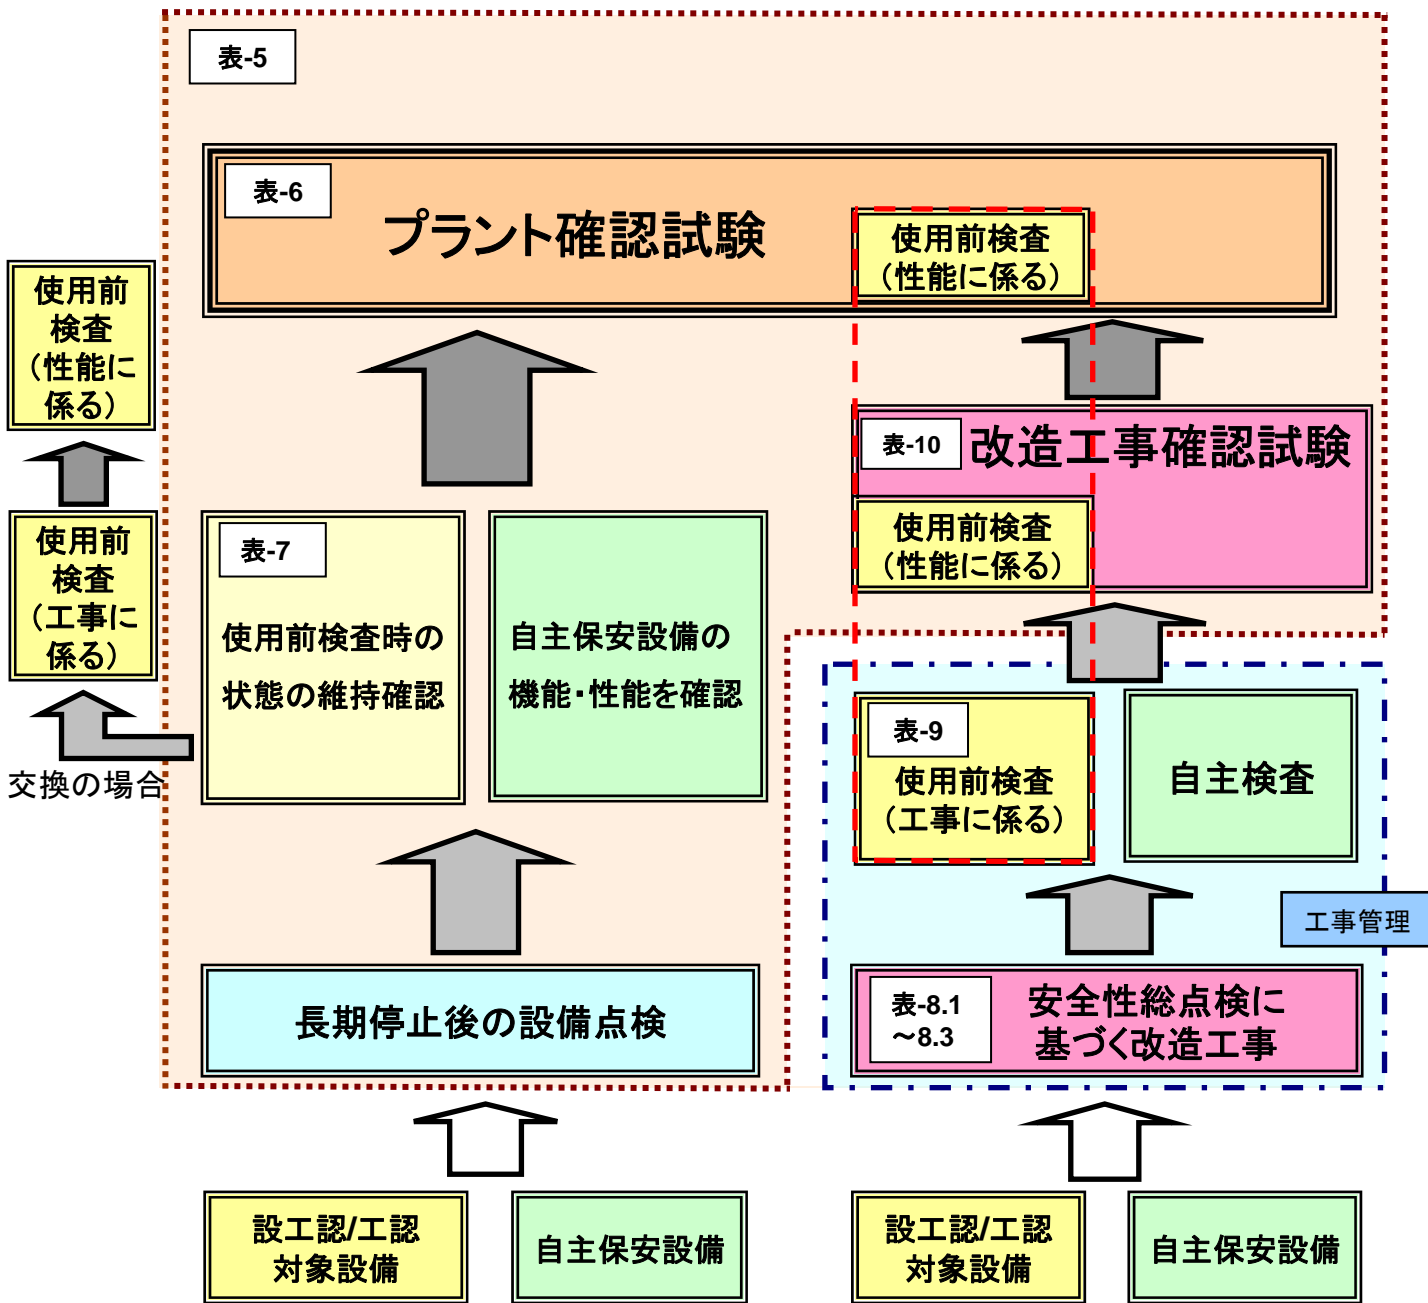 表-5
表-6
プラント確認試験
使用前検査
（性能に係る）
使用前
検査
（性能に
係る）
表-10
改造工事確認試験
使用前検査
（性能に係る）
使用前
検査
（工事に
係る）
表-7
使用前検査時の
状態の維持確認
自主保安設備の
機能・性能を確認
交換の場合
表-9
使用前検査
（工事に係る）
自主検査
工事管理
長期停止後の設備点検
表-8.1
～8.3
安全性総点検に
基づく改造工事
設工認/工認
対象設備
自主保安設備
設工認/工認
対象設備
自主保安設備